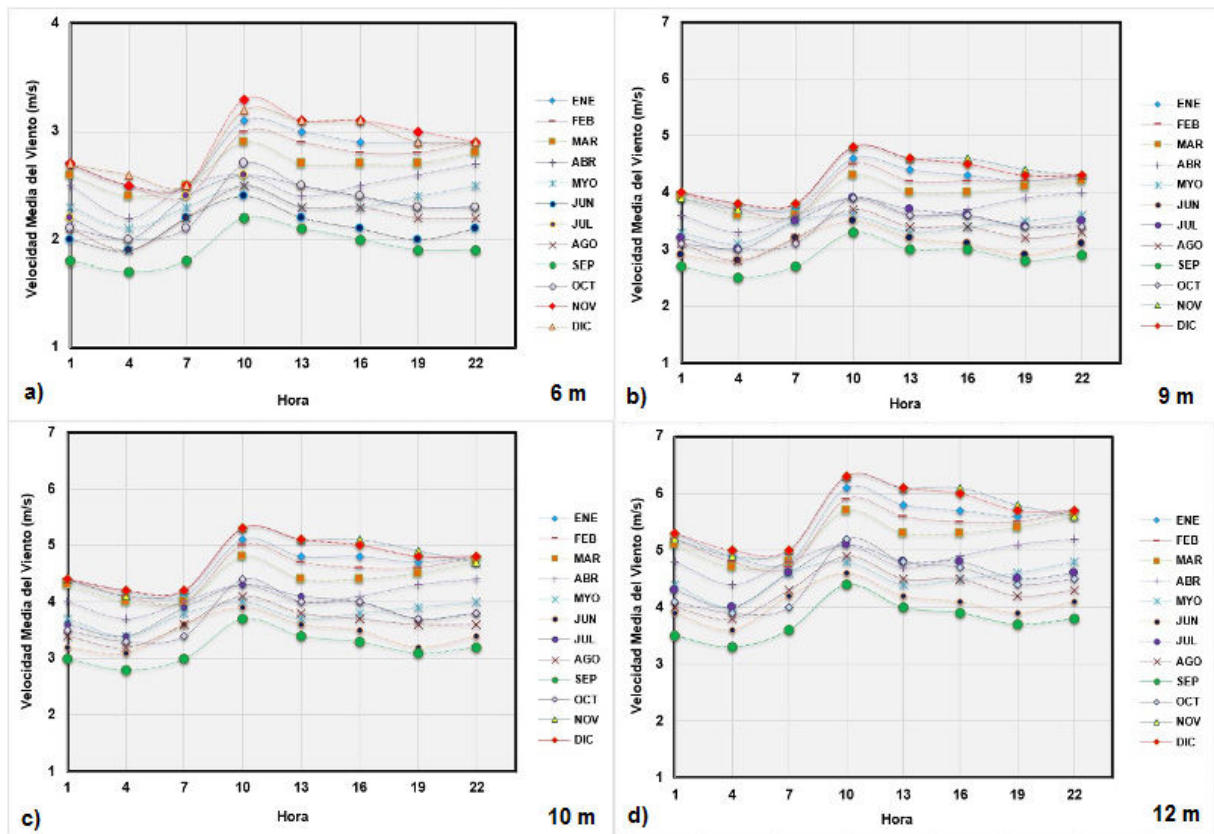 Velocidad Media del Viento (m/s)
4
3
2
1
1 4 7 10 13 16 19 22
Hora
ENE
FEB
MAR
ABR
MYO
JUN
JUL
AGO
SEP
OCT
NOV
DIC
a)
6 m
Velocidad Media del Viento (m/s)
7
6
5
4
3
2
1
1 4 7 10 13 16 19 22
Hora
ENE
FEB
MAR
ABR
MYO
JUN
JUL
AGO
SEP
OCT
NOV
DIC
b)
9 m
Velocidad Media del Viento (m/s)
7
6
5
4
3
2
1
1 4 7 10 13 16 19 22
Hora
ENE
FEB
MAR
ABR
MYO
JUN
JUL
AGO
SEP
OCT
NOV
DIC
c)
10 m
Velocidad Media del Viento (m/s)
7
6
5
4
3
2
1
1 4 7 10 13 16 19 22
Hora
ENE
FEB
MAR
ABR
MYO
JUN
JUL
AGO
SEP
OCT
NOV
DIC
d)
12 m